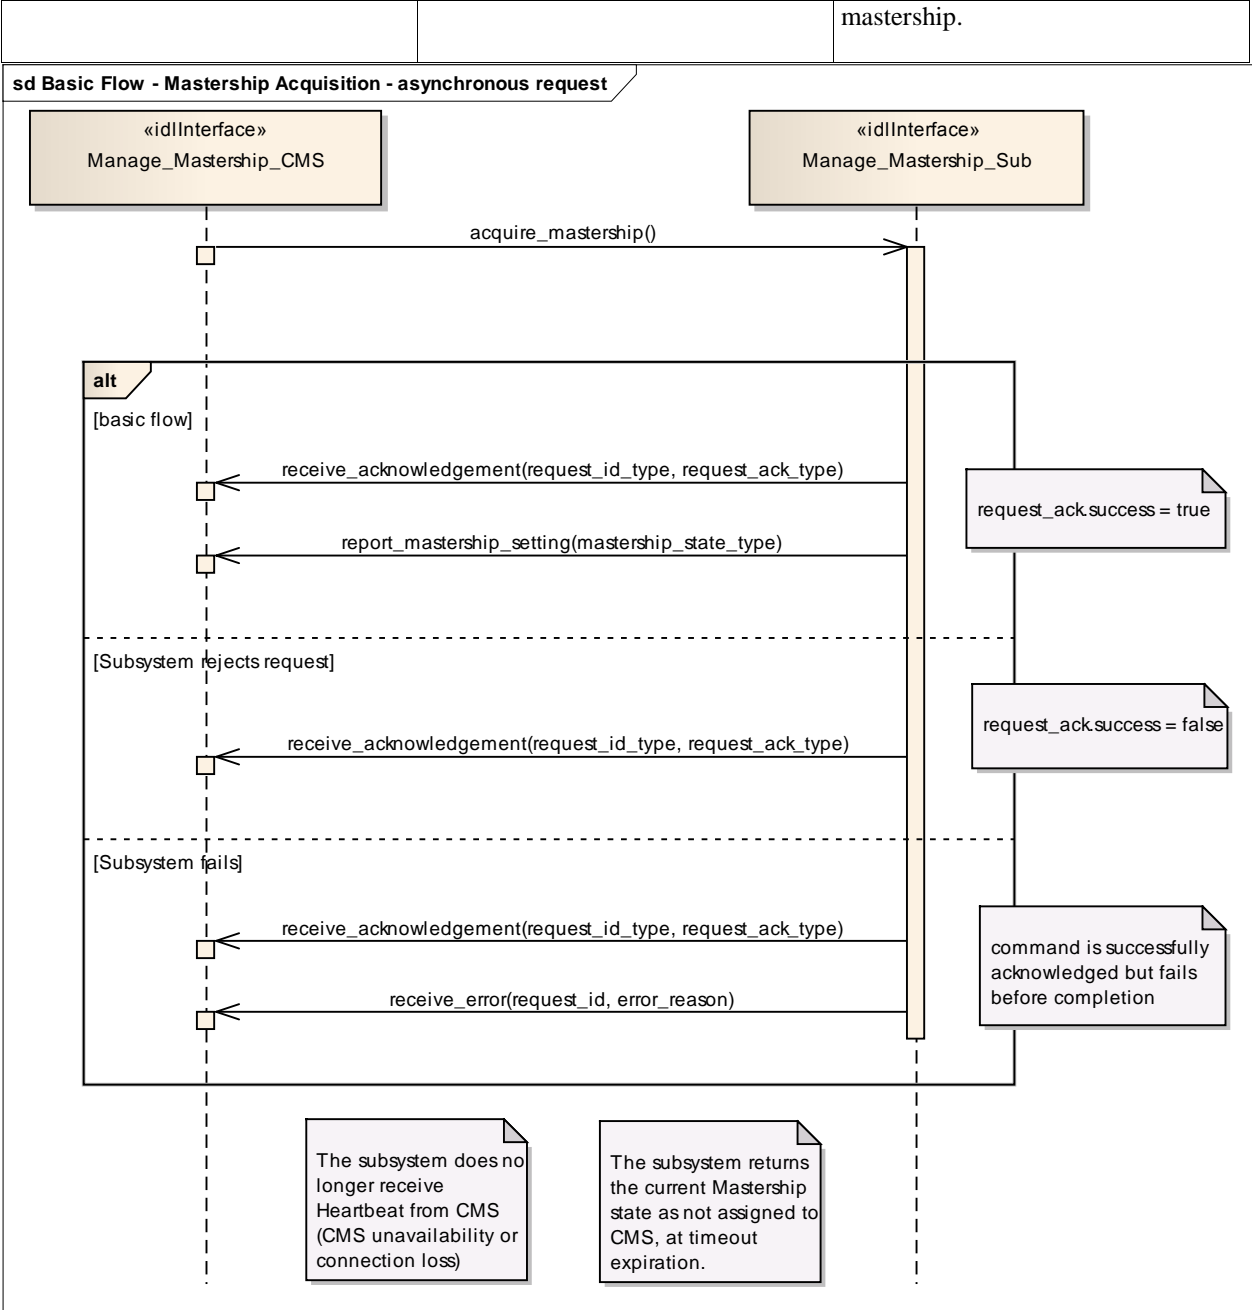 mastership.
sd Basic Flow - Mastership Acquisition - asynchronous request
«idlInterface»
Manage_Mastership_CMS
«idlInterface»
Manage_Mastership_Sub
acquire_mastership()
alt
[basic flow]
receive_acknowledgement(request_id_type, request_ack_type)
request_ack.success = true
report_mastership_setting(mastership_state_type)
[Subsystem rejects request]
request_ack.success = false
receive_acknowledgement(request_id_type, request_ack_type)
[Subsystem fails]
receive_acknowledgement(request_id_type, request_ack_type)
command is successfully
acknowledged but fails
before completion
receive_error(request_id, error_reason)
The subsystem does no
longer receive
Heartbeat from CMS
(CMS unavailability or
connection loss)
The subsystem returns
the current Mastership
state as not assigned to
CMS, at timeout
expiration.